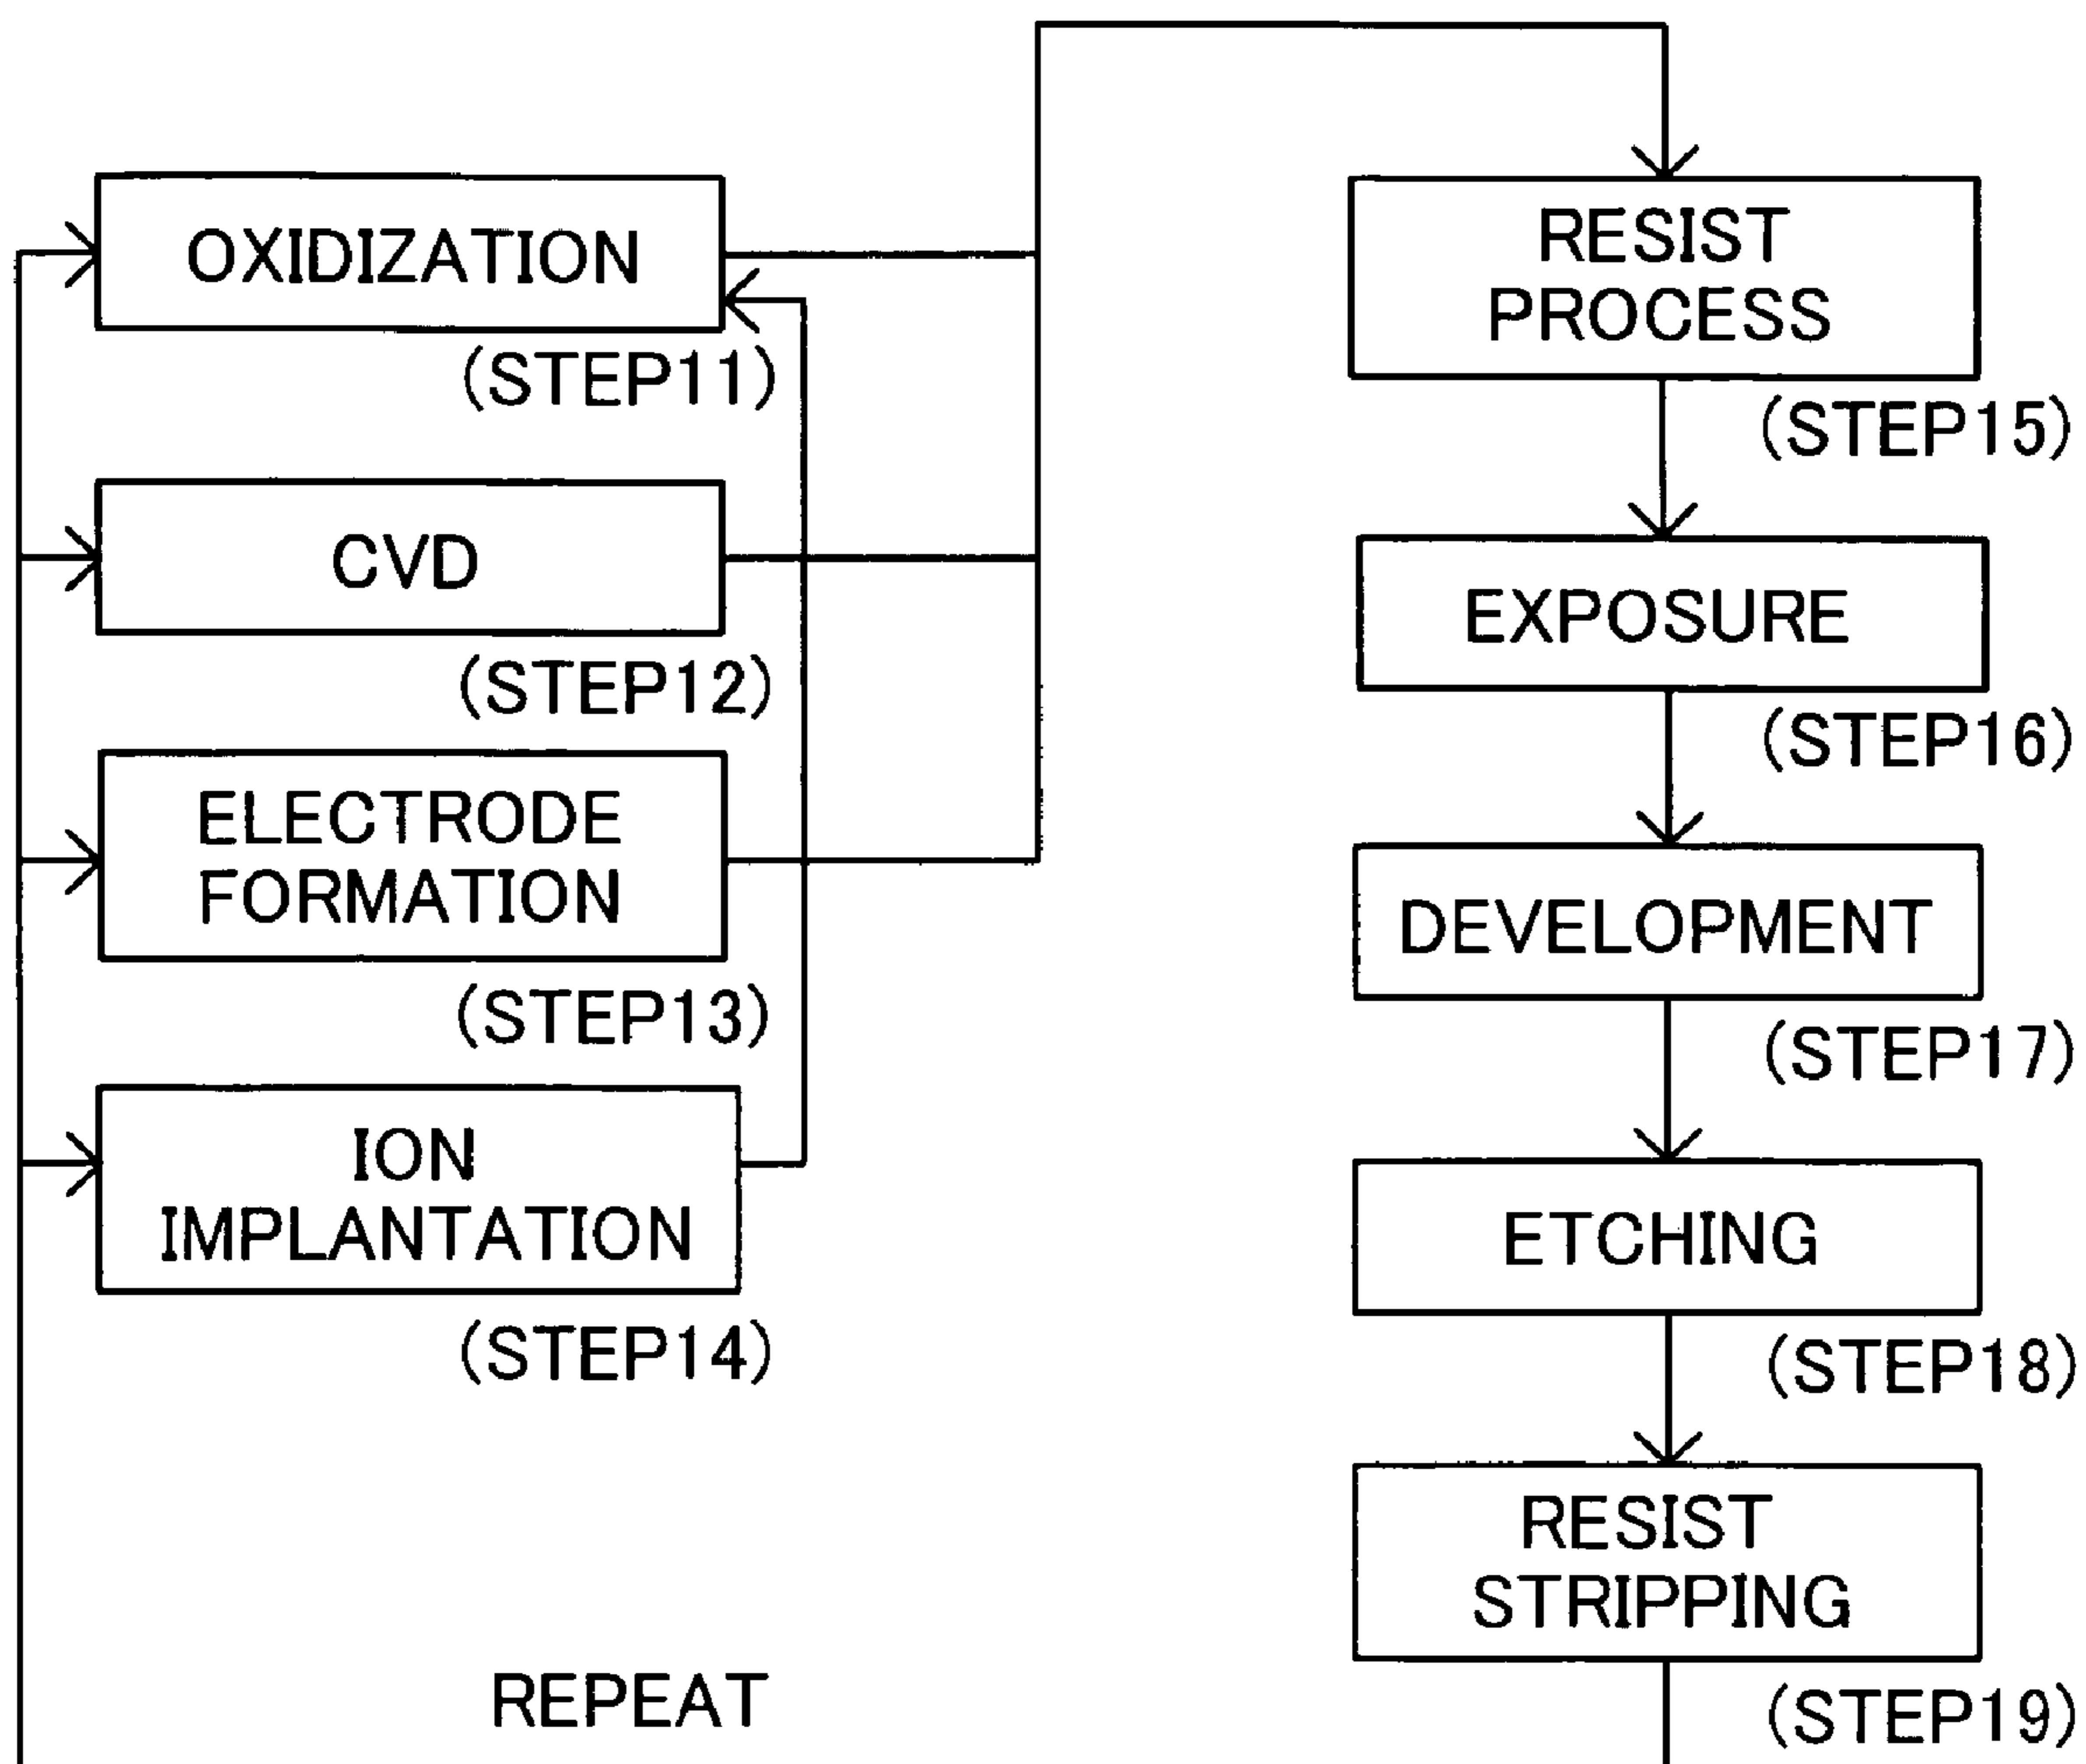 OXIDIZATION
(STEP11)
CVD
(STEP12)
ELECTRODE
FORMATION
(STEP13)
ION
IMPLANTATION
(STEP14)
REPEAT
RESIST
PROCESS
(STEP15)
EXPOSURE
(STEP16)
DEVELOPMENT
(STEP17)
ETCHING
(STEP18)
RESIST
STRIPPING
(STEP19)